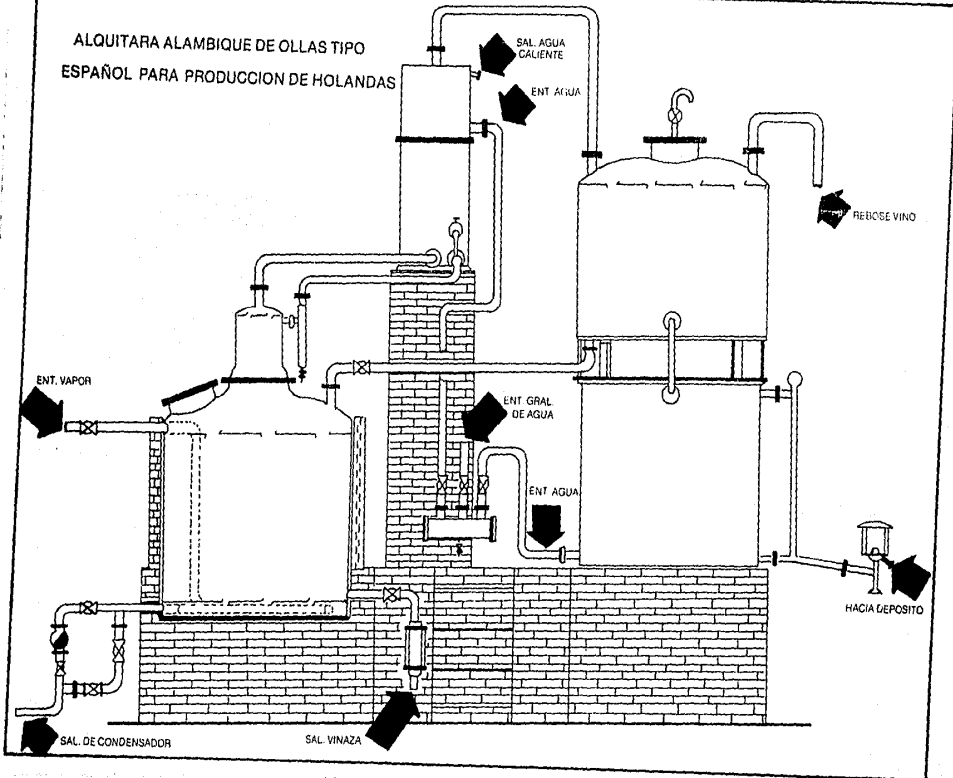 ALQUITARA ALAMBIQUE DE OLLAS TIPO
ESPAÑOL PARA PRODUCCION DE HOLANDAS
SAL. AGUA
CALIENTE
ENT. AGUA
REBOSE VINO
ENT. VAPOR
ENT. GRAL.
DE AGUA
ENT. AGUA
HACIA DEPOSITO
SAL. DE CONDENSADOR
SAL. VINAZA